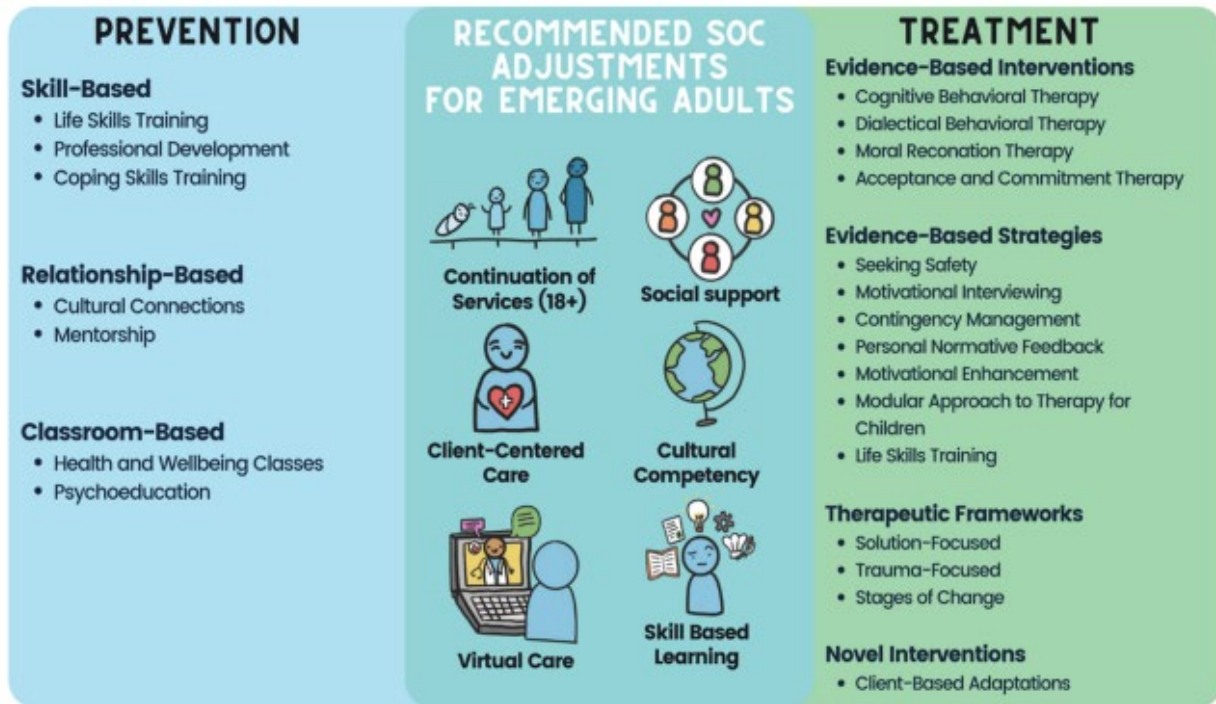 PREVENTION
Skill-Based
• Life Skills Training
• Professional Development
• Coping Skills Training
Relationship-Based
• Cultural Connections
• Mentorship
Classroom-Based
• Health and Wellbeing Classes
• Psychoeducation
RECOMMENDED SOC
ADJUSTMENTS
FOR EMERGING ADULTS
Continuation of
Services (18+)
Social support
Client-Centered
Care
Cultural
Competency
Virtual Care
Skill Based
Learning
TREATMENT
Evidence-Based Interventions
• Cognitive Behavioral Therapy
• Dialectical Behavioral Therapy
• Moral Reconation Therapy
• Acceptance and Commitment Therapy
Evidence-Based Strategies
• Seeking Safety
• Motivational Interviewing
• Contingency Management
• Personal Normative Feedback
• Motivational Enhancement
• Modular Approach to Therapy for
Children
• Life Skills Training
Therapeutic Frameworks
• Solution-Focused
• Trauma-Focused
• Stages of Change
Novel Interventions
• Client-Based Adaptations